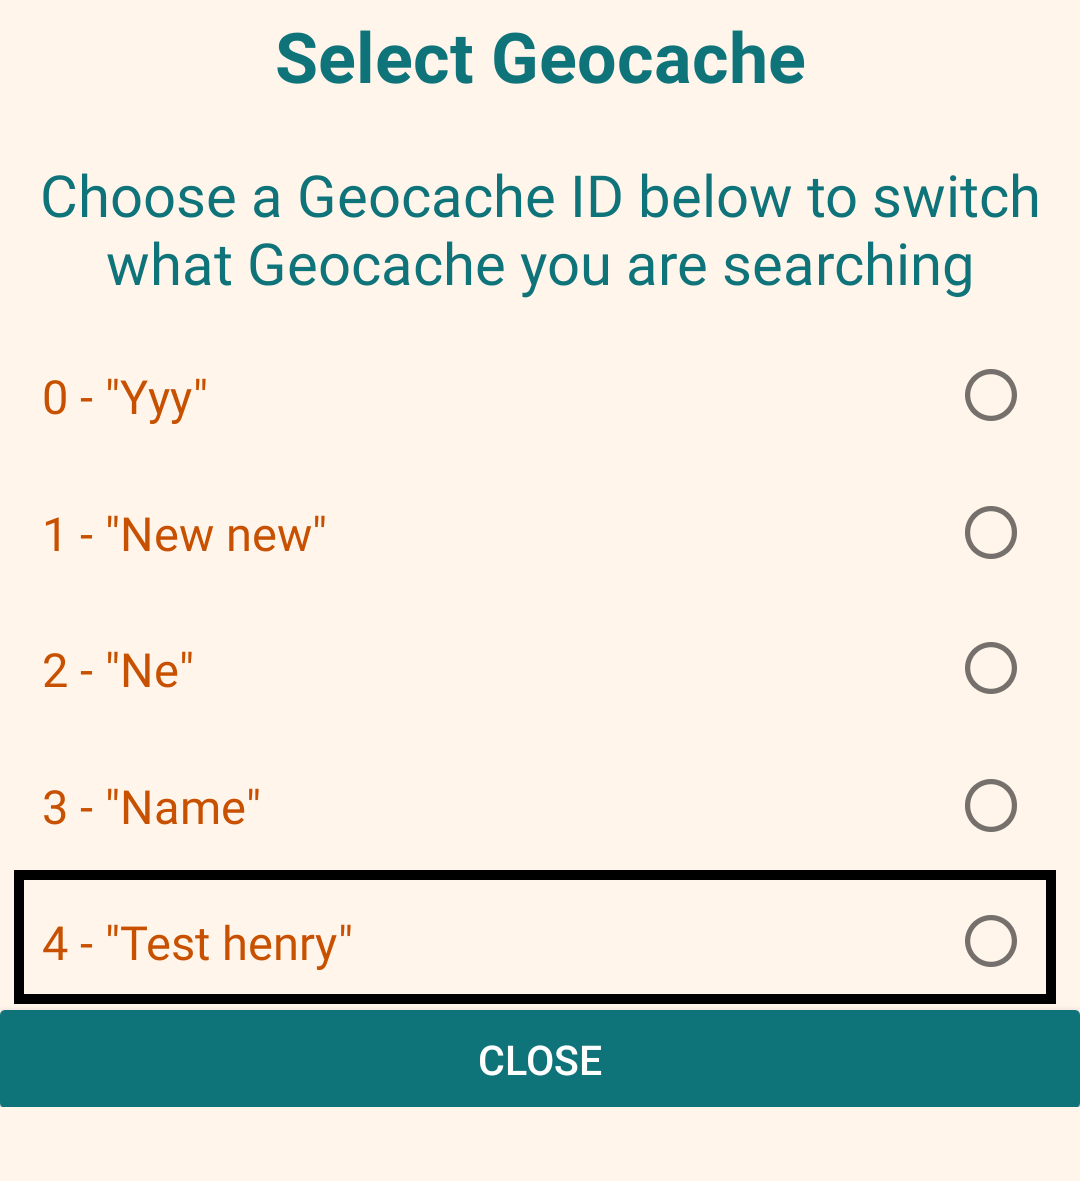 Select Geocache
Choose a Geocache ID below to switch
what Geocache you are searching
0 - "Yyy"
1 - "New new"
2 - "Ne"
3 - "Name"
4 - "Test henry"
CLOSE